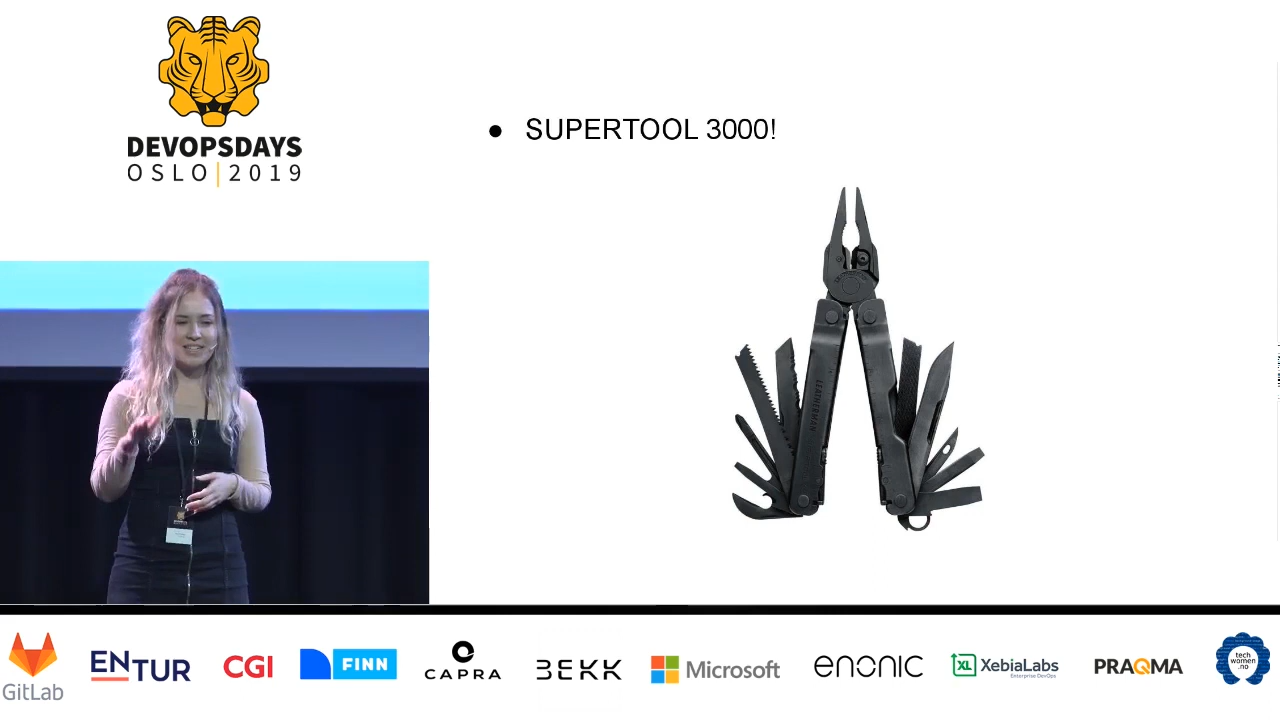 DEVOPSDAYS
OSLO | 2019
● SUPERTOOL 3000!
LEATHERMAN
GitLab
ENTUR
CGI
FINN
CAPRA
BEKK
Microsoft
enonic
XL XebiaLabs
Enterprise DevOps
PRAQMA
tech
women
.no